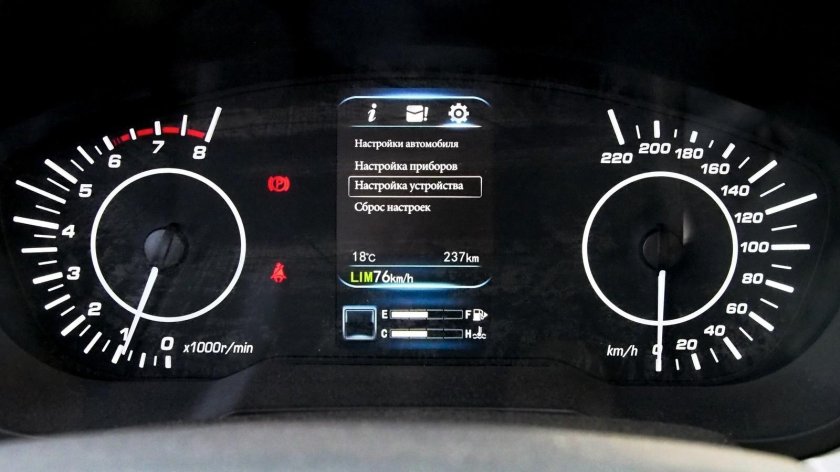 0
1
2
3
4
5
6
7
8
x1000r/min
P
i
!
Настройки автомобиля
Настройка приборов
Настройка устройства
Сброс настроек
18°C 237km
LIM76km/h
E F
C H
0
20
40
60
80
100
120
140
160
180
200
220
km/h